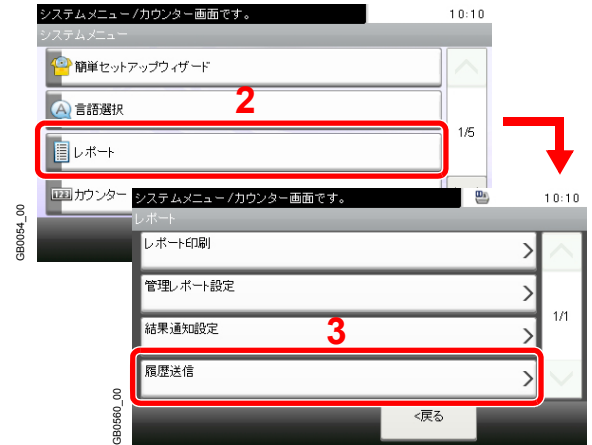 システムメニュー/カウンター画面です。
10:10
システムメニュー
簡単セットアップウィザード
言語選択
2
レポート
1/5
カウンター
GB0054_00
システムメニュー/カウンター画面です。
10:10
レポート
レポート印刷
管理レポート設定
1/1
結果通知設定
3
履歴送信
<戻る
GB0560_00